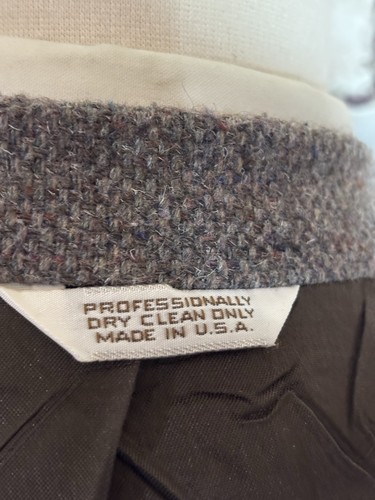 PROFESSIONALLY
DRY CLEAN ONLY
MADE IN U.S.A.